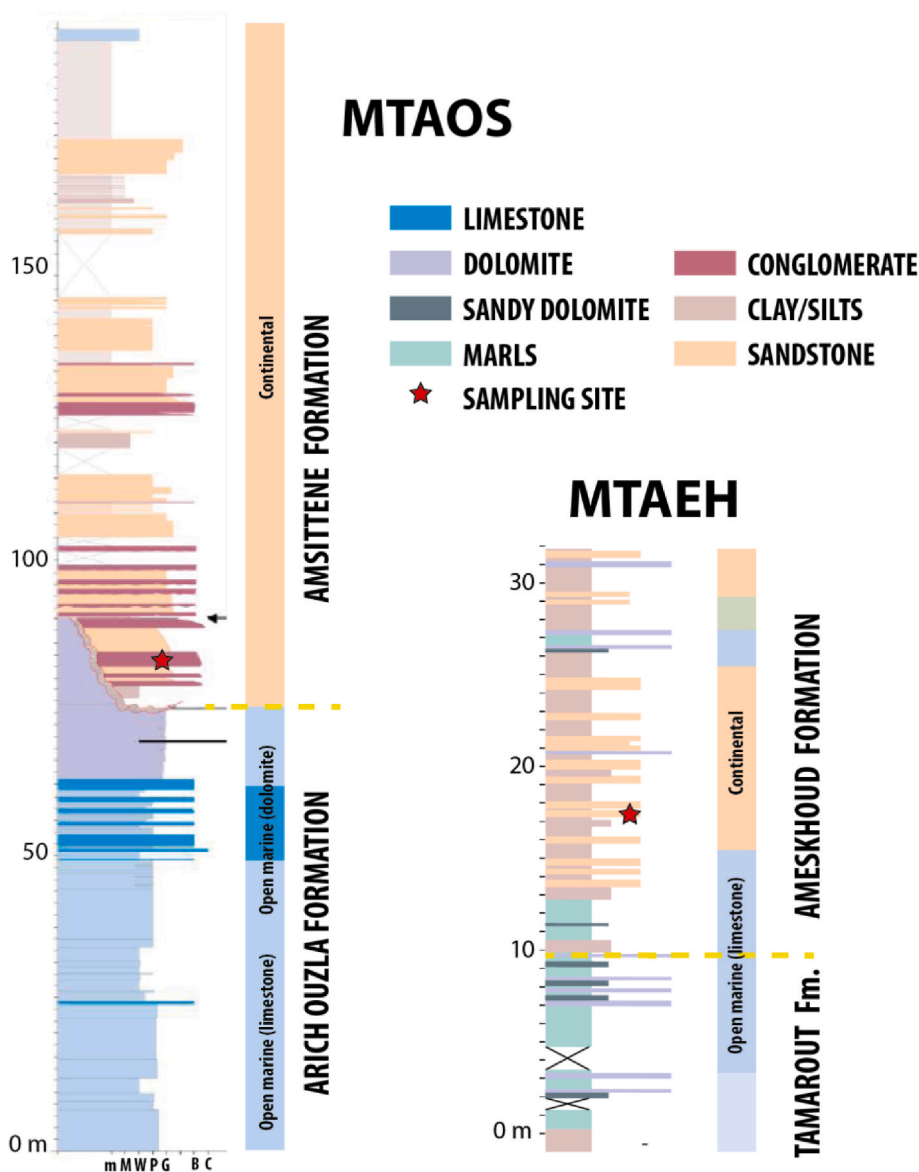 MTAOS
LIMESTONE
DOLOMITE
SANDY DOLOMITE
MARLS
SAMPLING SITE
CONGLOMERATE
CLAY/SILTS
SANDSTONE
150
100
50
0 m
m M W P G B C
Continental
Open marine (dolomite)
Open marine (limestone)
AMSITTENE FORMATION
ARICH OUZLA FORMATION
MTAEH
30
20
10
0 m
Continental
Open marine (limestone)
AMESKHOUD FORMATION
TAMAROUT Fm.